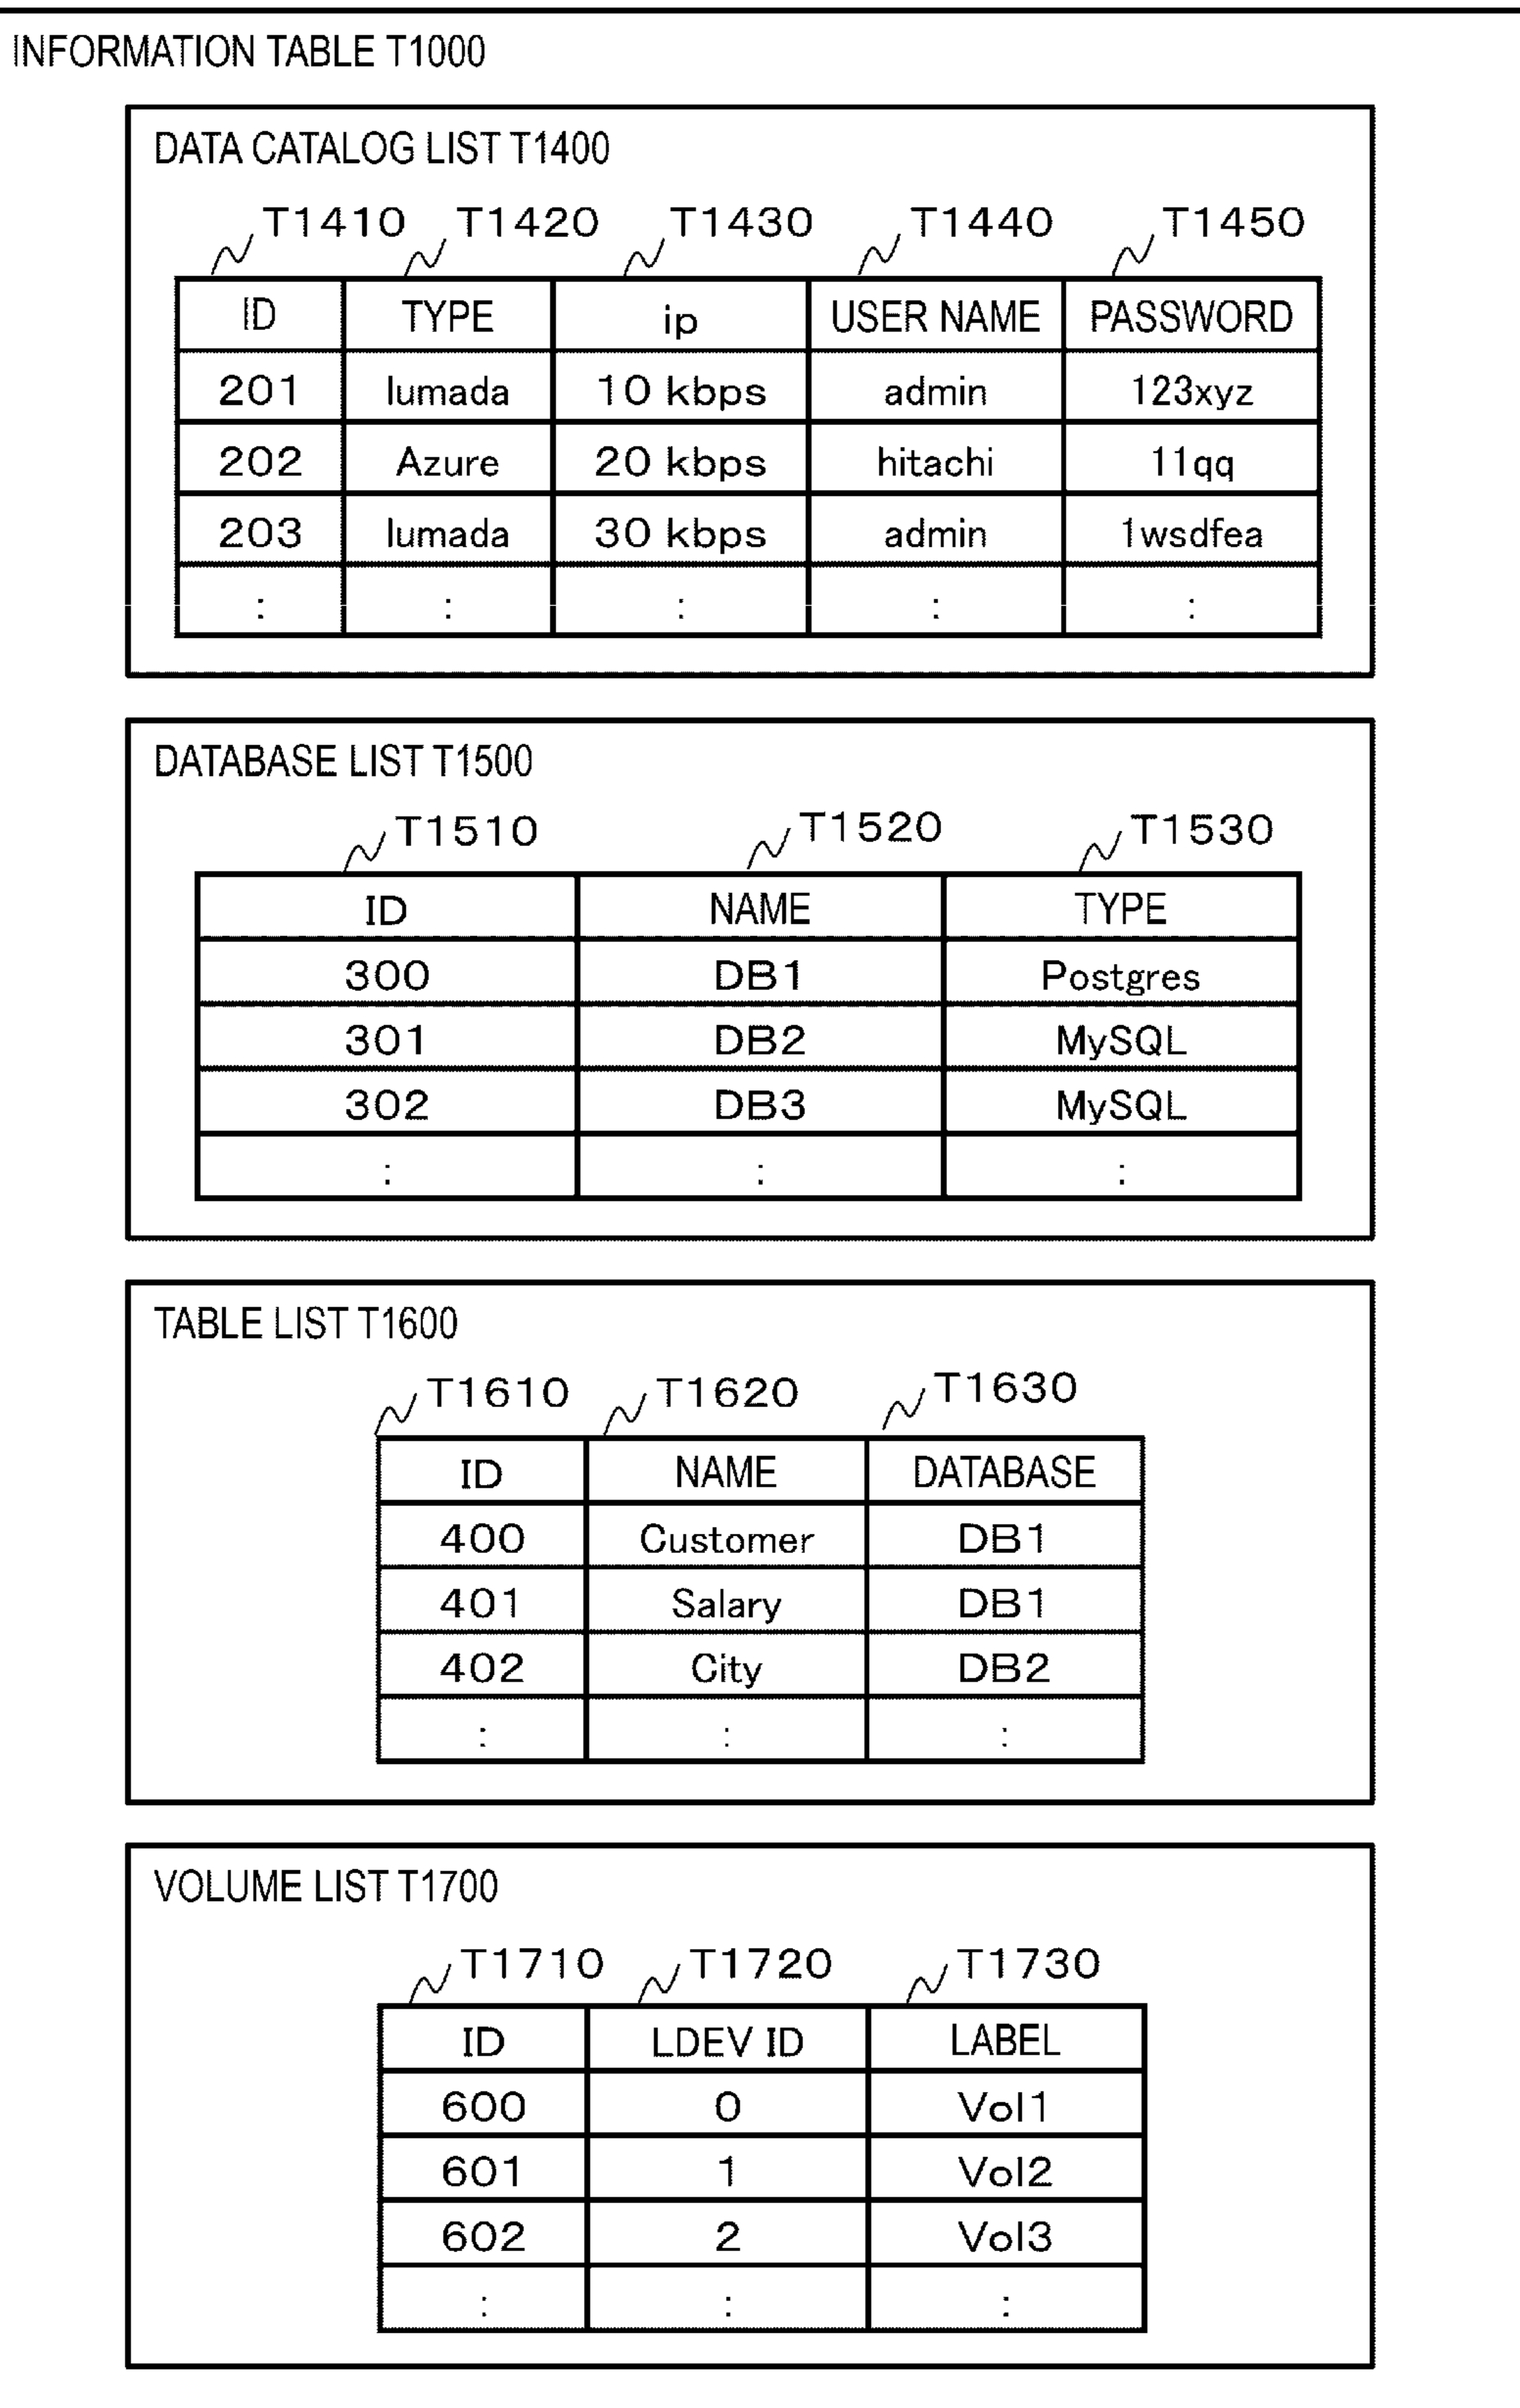 INFORMATION TABLE T1000
DATA CATALOG LIST T1400
T1410 T1420 T1430 T1440 T1450
ID TYPE ip USER NAME PASSWORD
201 lumada 10 kbps admin 123xyz
202 Azure 20 kbps hitachi 11qq
203 lumada 30 kbps admin 1wsdfea
: : : : :
DATABASE LIST T1500
T1510 T1520 T1530
ID NAME TYPE
300 DB1 Postgres
301 DB2 MySQL
302 DB3 MySQL
: : :
TABLE LIST T1600
T1610 T1620 T1630
ID NAME DATABASE
400 Customer DB1
401 Salary DB1
402 City DB2
: : :
VOLUME LIST T1700
T1710 T1720 T1730
ID LDEV ID LABEL
600 0 Vol1
601 1 Vol2
602 2 Vol3
: : :